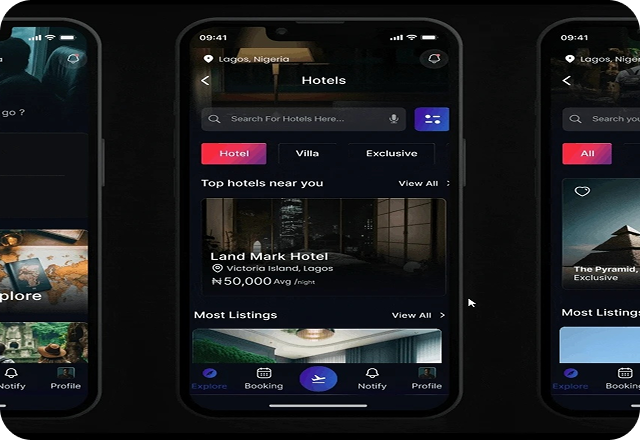 go ?
plore
Notify
Profile
09:41
Lagos, Nigeria
Hotels
Search For Hotels Here...
Hotel
Villa
Exclusive
Top hotels near you
View All
Land Mark Hotel
Victoria Island, Lagos
₦50,000 Avg /night
Most Listings
View All
Explore
Booking
Notify
Profile
09:41
Lagos, Nigeria
Search you
All
The Pyramid,
Exclusive
Most Listings
Explore
Booking